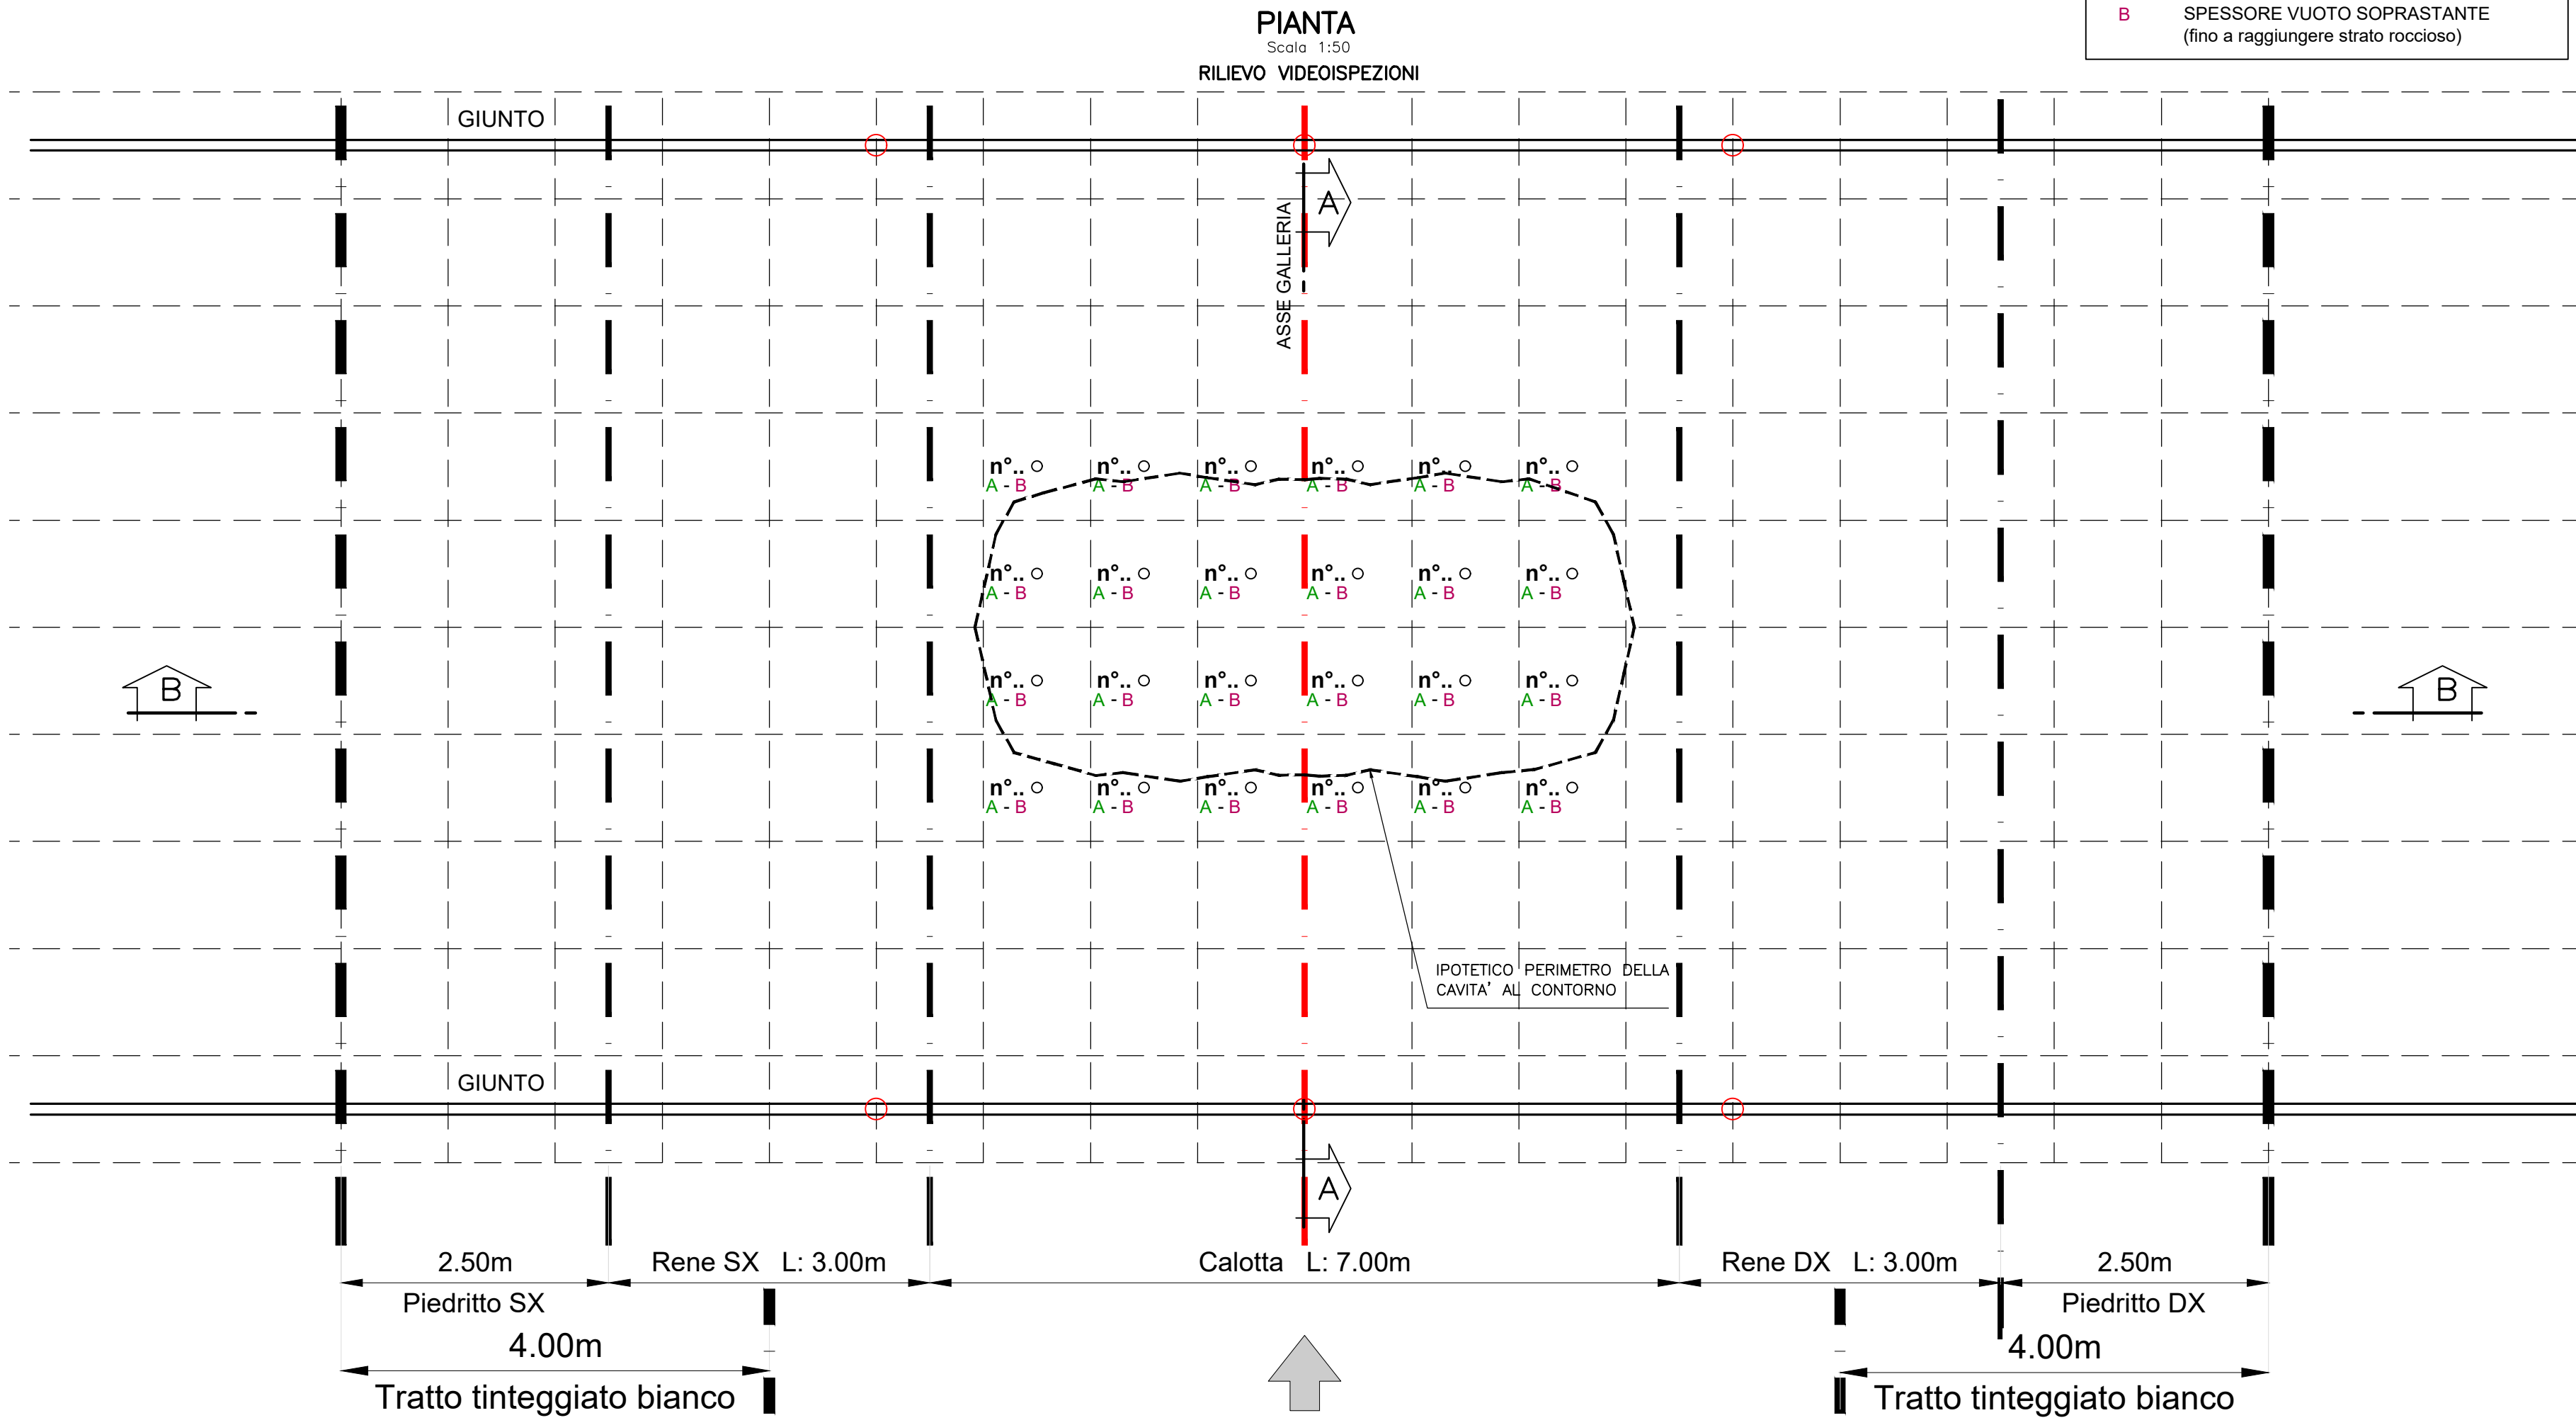 B SPESSORE VUOTO SOPRASTANTE
(fino a raggiungere strato roccioso)
PIANTA
Scala 1:50
RILIEVO VIDEOISPEZIONI
GIUNTO
A
ASSE GALLERIA
n°.. n°.. n°.. n°.. n°.. n°..
A - B A - B A - B A - B A - B A - B
n°.. n°.. n°.. n°.. n°.. n°..
A - B A - B A - B A - B A - B A - B
B B
n°.. n°.. n°.. n°.. n°.. n°..
A - B A - B A - B A - B A - B A - B
n°.. n°.. n°.. n°.. n°.. n°..
A - B A - B A - B A - B A - B A - B
IPOTETICO PERIMETRO DELLA
CAVITA' AL CONTORNO
GIUNTO
A
2.50m Rene SX L: 3.00m Calotta L: 7.00m Rene DX L: 3.00m 2.50m
Piedritto SX Piedritto DX
4.00m 4.00m
Tratto tinteggiato bianco Tratto tinteggiato bianco